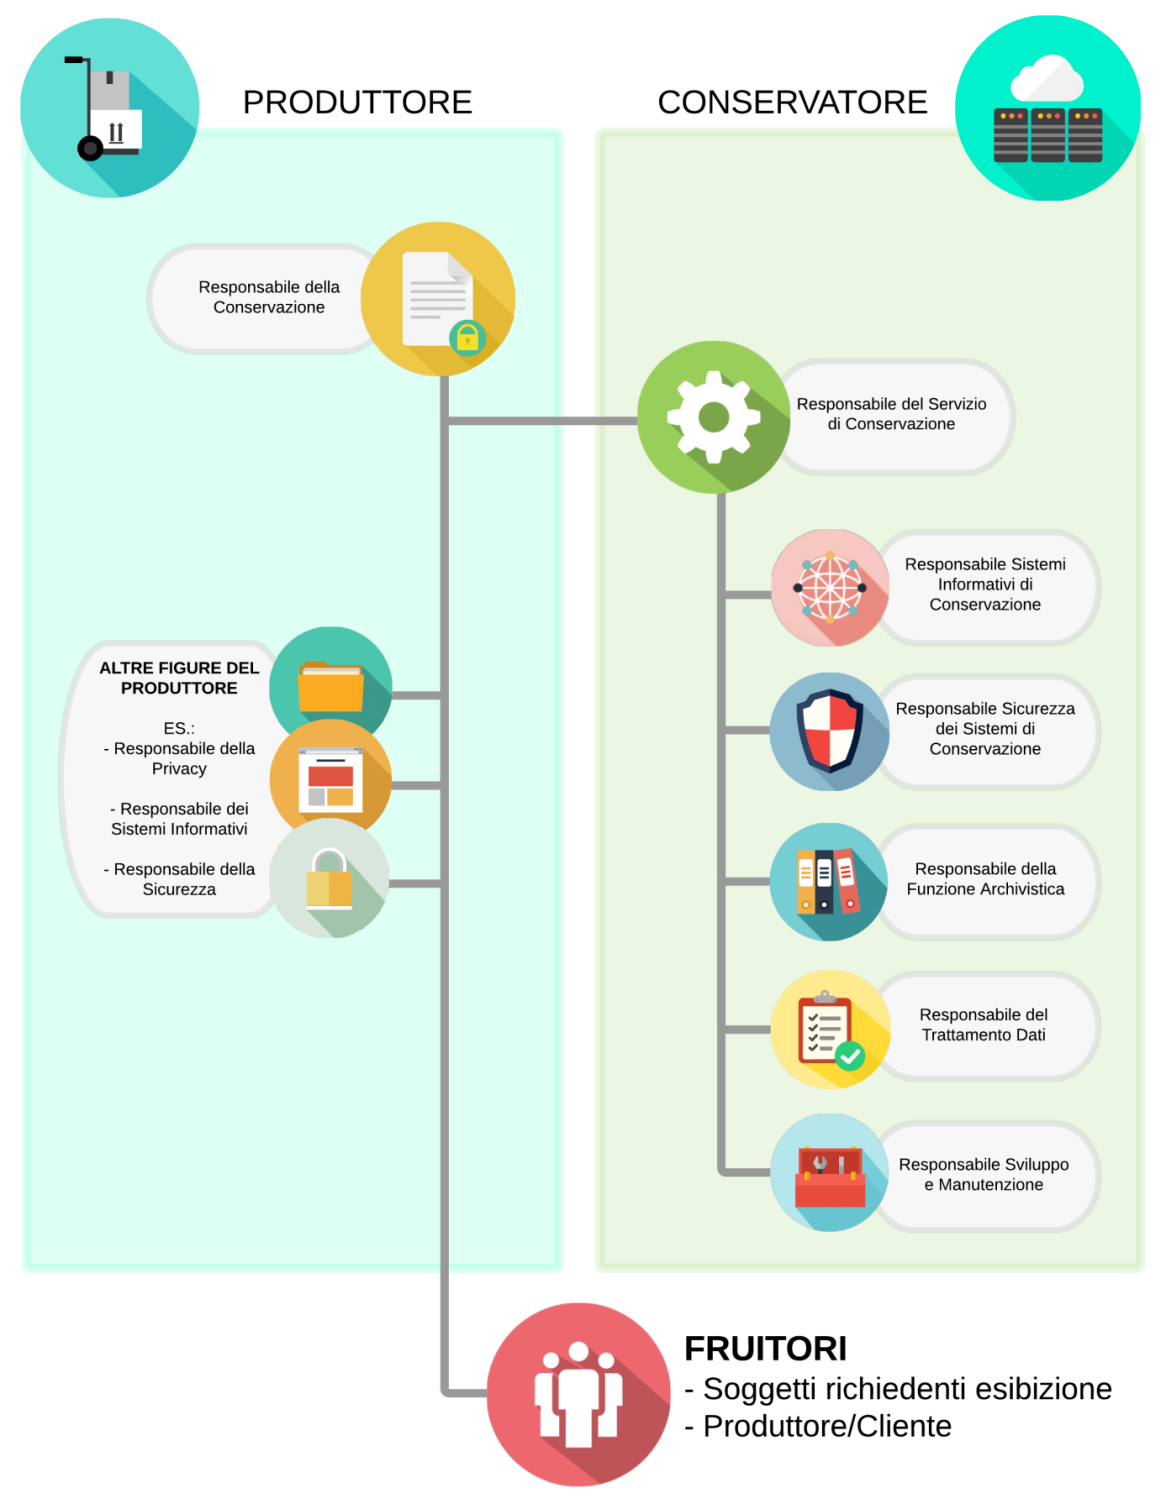 PRODUTTORE
CONSERVATORE
Responsabile della
Conservazione
Responsabile del Servizio
di Conservazione
Responsabile Sistemi
Informativi di
Conservazione
ALTRE FIGURE DEL
PRODUTTORE
ES.:
- Responsabile della
Privacy
- Responsabile dei
Sistemi Informativi
- Responsabile della
Sicurezza
Responsabile Sicurezza
dei Sistemi di
Conservazione
Responsabile della
Funzione Archivistica
Responsabile del
Trattamento Dati
Responsabile Sviluppo
e Manutenzione
FRUITORI
- Soggetti richiedenti esibizione
- Produttore/Cliente